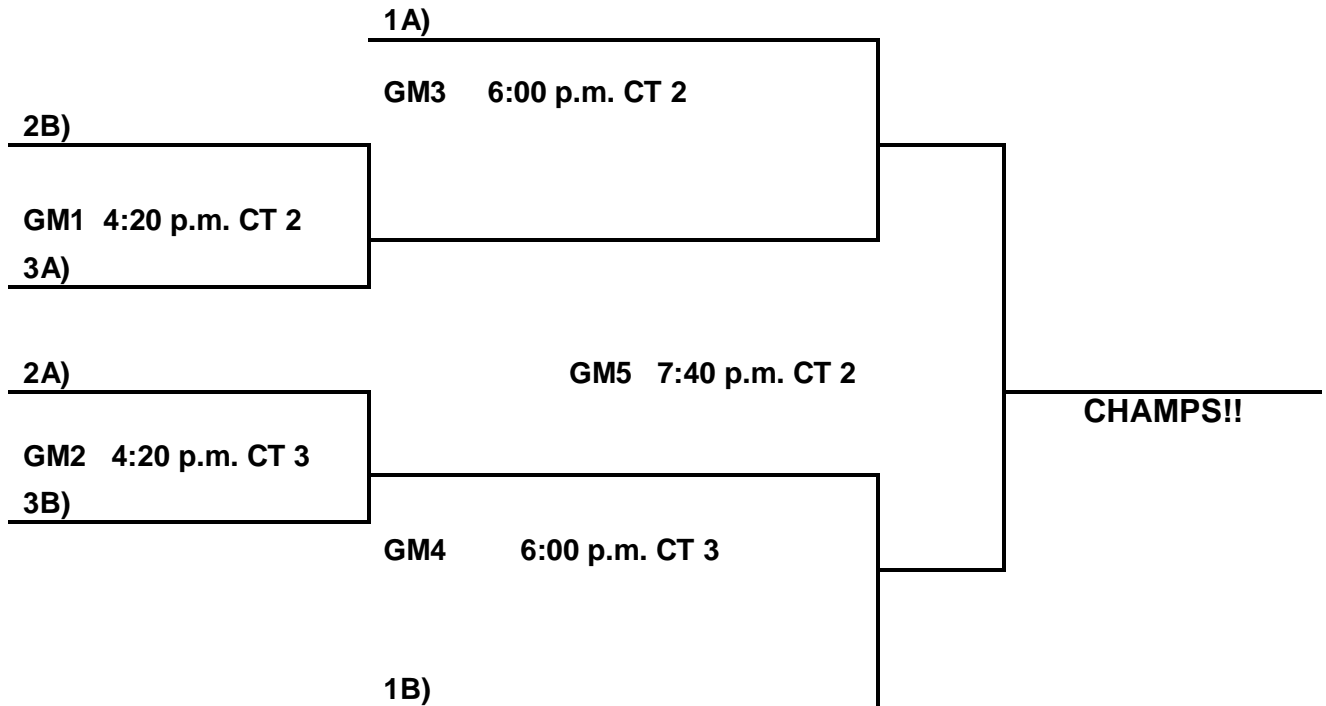 1A)
GM3 6:00 p.m. CT 2
2B)
GM1 4:20 p.m. CT 2
3A)
2A)
GM5 7:40 p.m. CT 2
CHAMPS!!
GM2 4:20 p.m. CT 3
3B)
GM4 6:00 p.m. CT 3
1B)